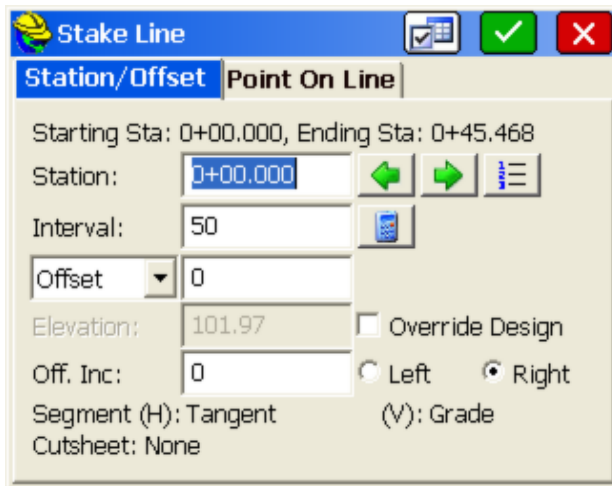 Stake Line
Station/Offset Point On Line
Starting Sta: 0+00.000, Ending Sta: 0+45.468
Station: 0+00.000
Interval: 50
Offset 0
Elevation: 101.97 Override Design
Off. Inc: 0 Left Right
Segment (H): Tangent (V): Grade
Cutsheet: None